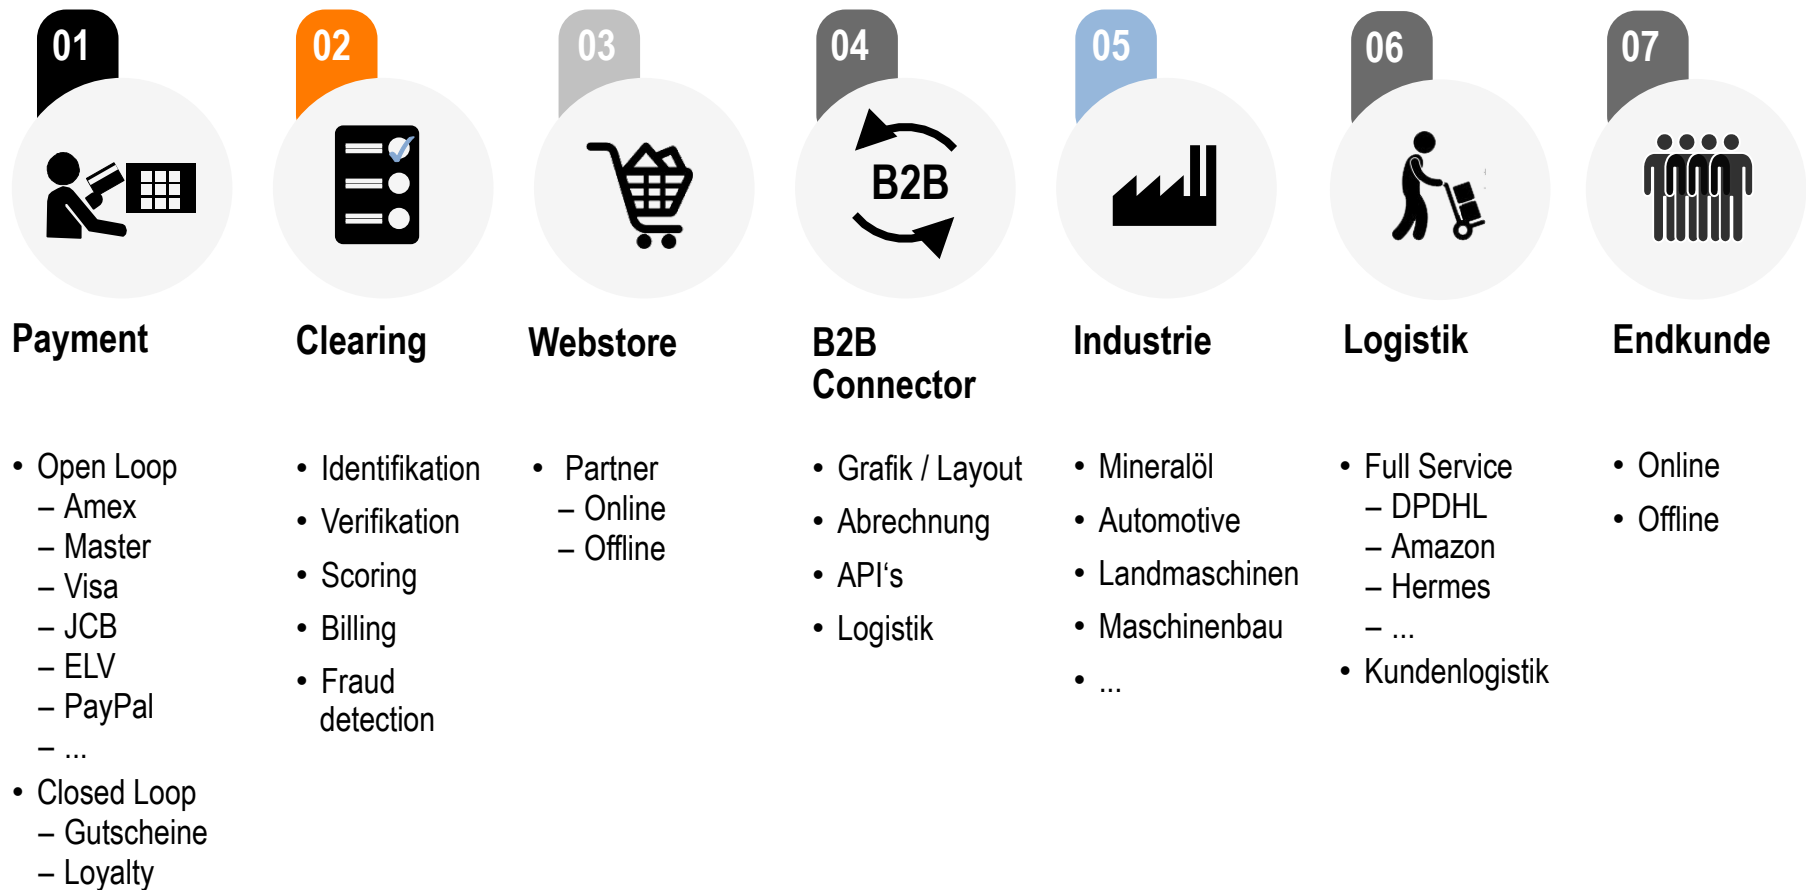 01
Payment
• Open Loop
– Amex
– Master
– Visa
– JCB
– ELV
– PayPal
– ...
• Closed Loop
– Gutscheine
– Loyalty
02
Clearing
• Identifikation
• Verifikation
• Scoring
• Billing
• Fraud
detection
03
Webstore
• Partner
– Online
– Offline
04
B2B
B2B
Connector
• Grafik / Layout
• Abrechnung
• API‘s
• Logistik
05
Industrie
• Mineralöl
• Automotive
• Landmaschinen
• Maschinenbau
• ...
06
Logistik
• Full Service
– DPDHL
– Amazon
– Hermes
– ...
• Kundenlogistik
07
Endkunde
• Online
• Offline